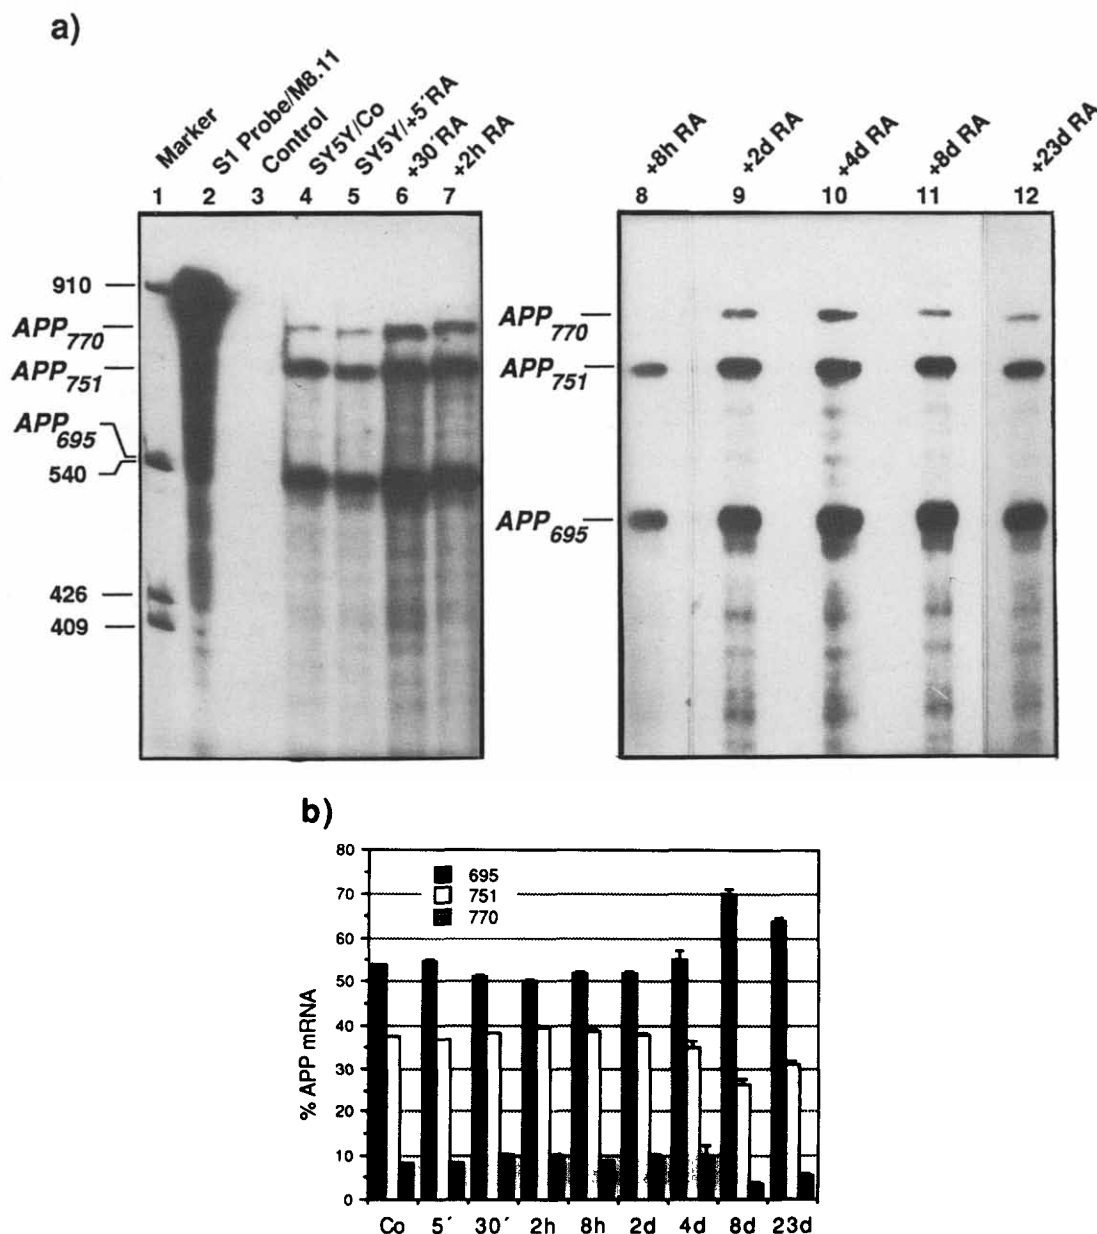 a)
Marker
S1 Probe/M8.11
Control
SY5Y/Co
SY5Y/+5´RA
+30´RA
+2h RA
+8h RA
+2d RA
+4d RA
+8d RA
+23d RA
1 2 3 4 5 6 7
8 9 10 11 12
910
APP770
APP751
APP695
540
426
409
APP770
APP751
APP695
b)
80
70
60
50
40
30
20
10
0
% APP mRNA
695
751
770
Co 5´ 30´ 2h 8h 2d 4d 8d 23d